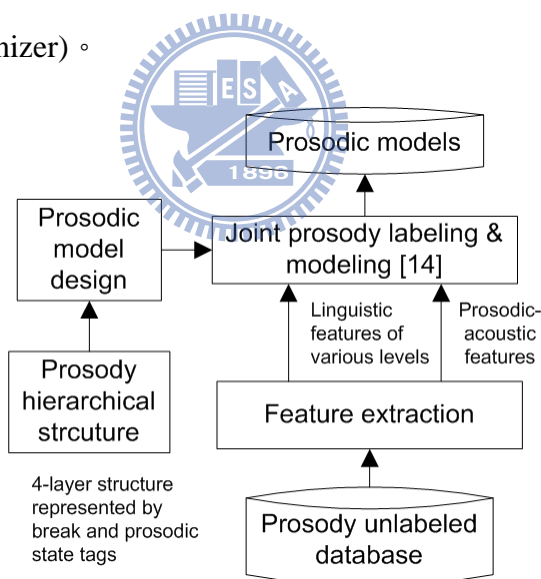 nizer)。
ESA
1896
Prosodic models
Prosodic
model
design
Joint prosody labeling &
modeling [14]
Linguistic
features of
various levels
Prosodic-
acoustic
features
Prosody
hierarchical
strcuture
Feature extraction
4-layer structure
represented by
break and prosodic
state tags
Prosody unlabeled
database